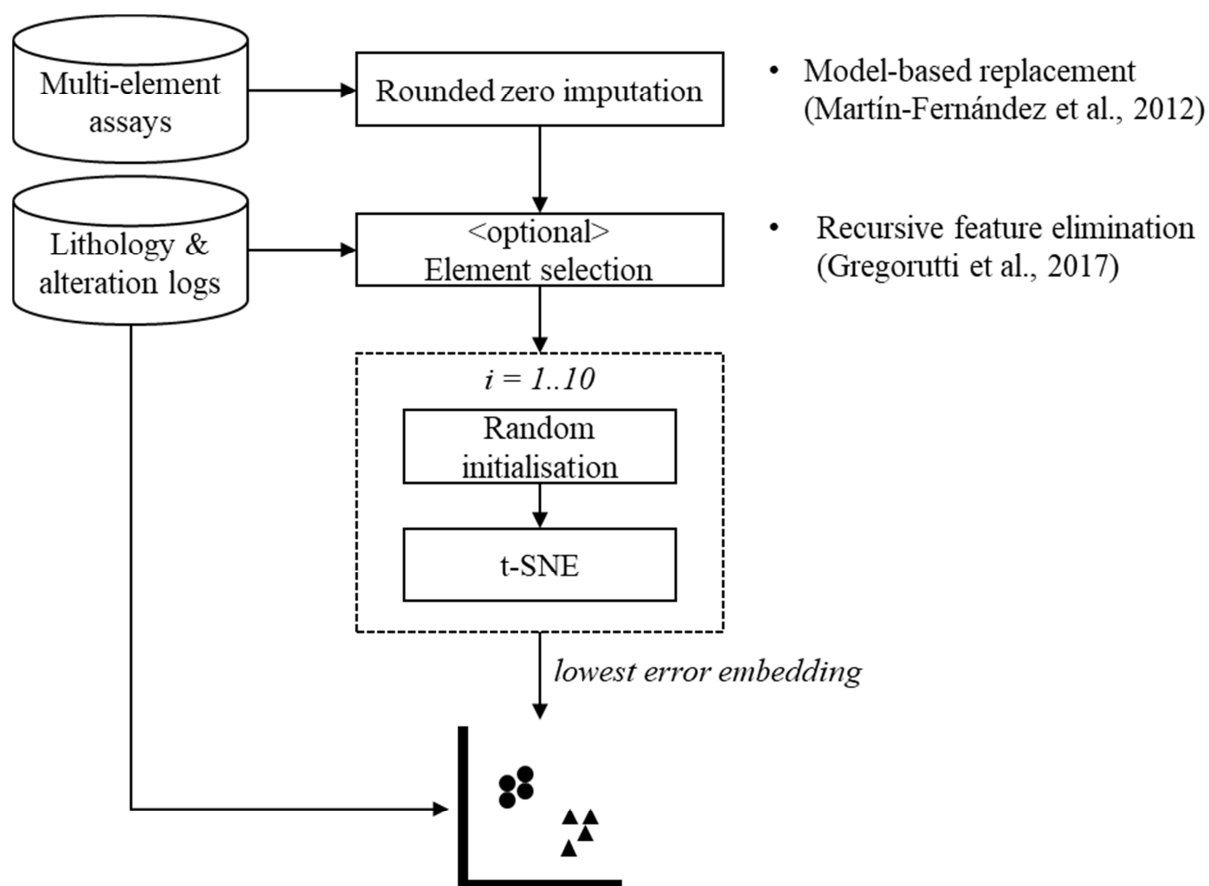 Multi-element
assays
Rounded zero imputation
• Model-based replacement
(Martín-Fernández et al., 2012)
Lithology &
alteration logs
<optional>
Element selection
• Recursive feature elimination
(Gregorutti et al., 2017)
i = 1..10
Random
initialisation
t-SNE
lowest error embedding